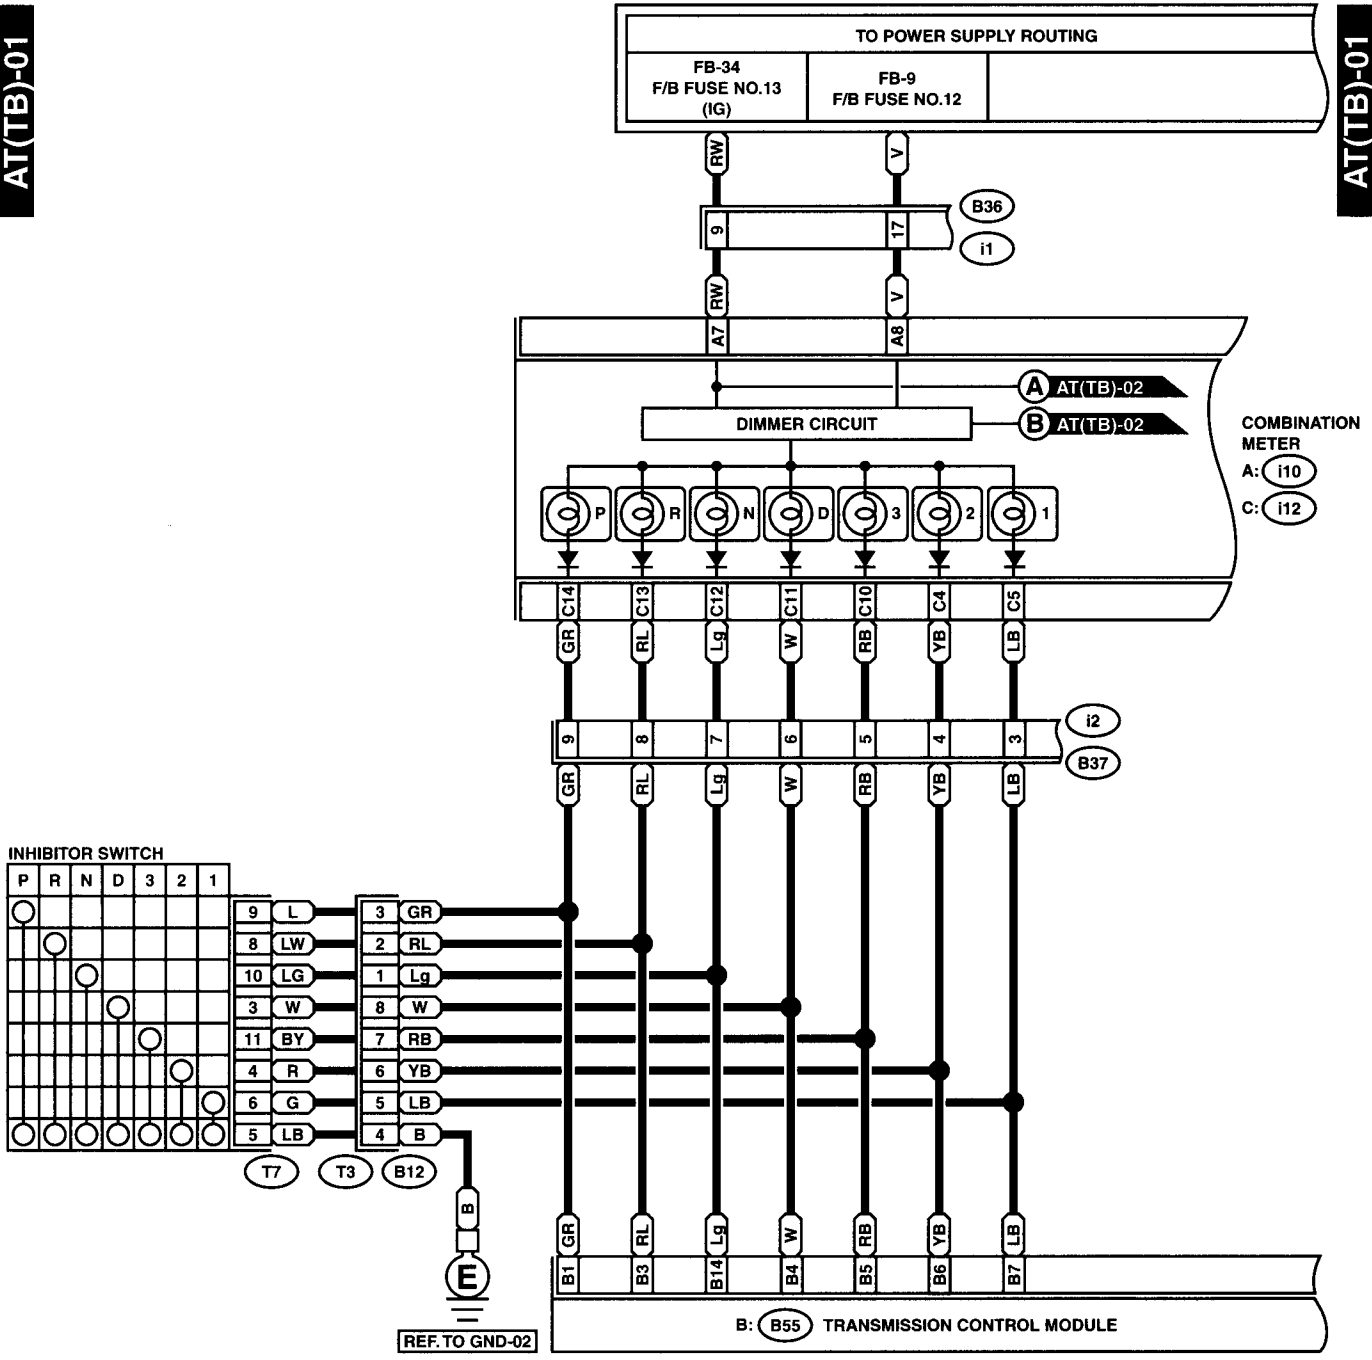 AT(TB)-01
AT(TB)-01
TO POWER SUPPLY ROUTING
FB-34
F/B FUSE NO.13
(IG)
FB-9
F/B FUSE NO.12
RW V
9 17
B36
i1
RW V
A7 A8
A AT(TB)-02
DIMMER CIRCUIT
B AT(TB)-02
COMBINATION
METER
A: i10
C: i12
P R N D 3 2 1
C14 C13 C12 C11 C10 C4 C5
GR RL Lg W RB YB LB
9 8 7 6 5 4 3
i2
B37
GR RL Lg W RB YB LB
INHIBITOR SWITCH
P R N D 3 2 1
9 L 3 GR
8 LW 2 RL
10 LG 1 Lg
3 W 8 W
11 BY 7 RB
4 R 6 YB
6 G 5 LB
5 LB 4 B
T7 T3 B12
B
E
REF. TO GND-02
GR RL Lg W RB YB LB
B1 B3 B14 B4 B5 B6 B7
B: B55 TRANSMISSION CONTROL MODULE